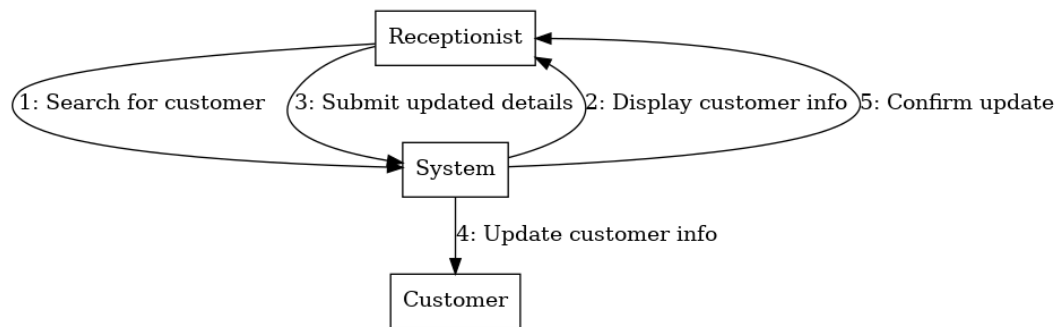 Receptionist
1: Search for customer
3: Submit updated details
2: Display customer info
5: Confirm update
System
4: Update customer info
Customer